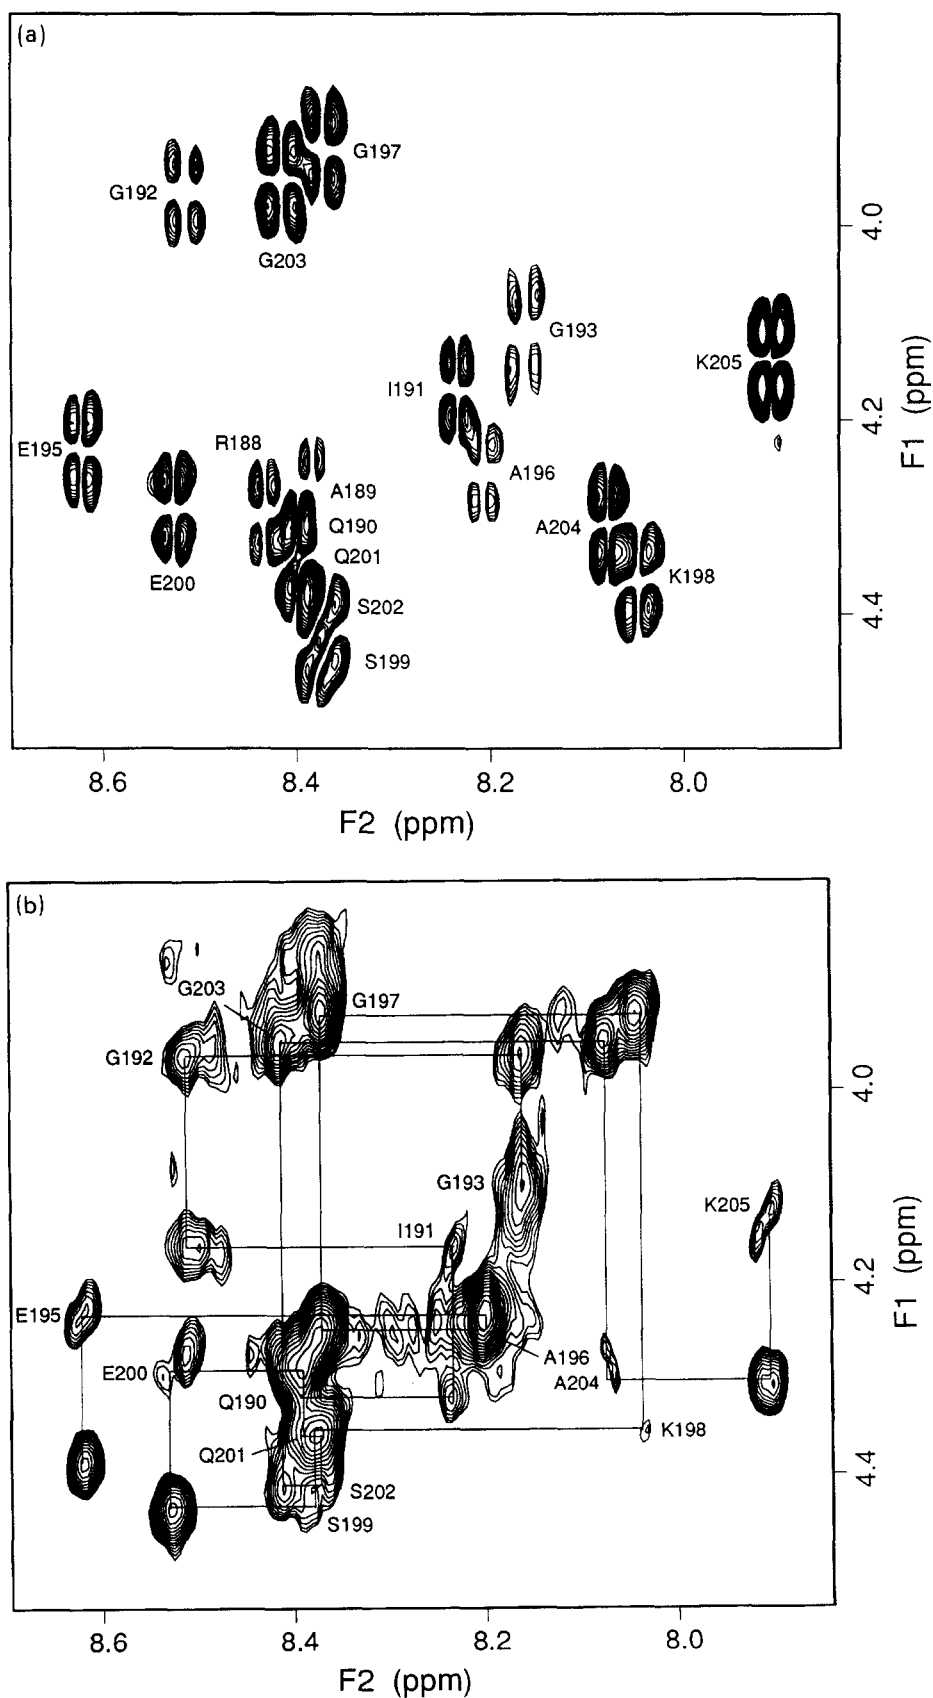 (a)
G197
G192
G203
4.0
G193
K205
I191
E195
R188
A189
A196
4.2
Q190
A204
Q201
E200
K198
S202
4.4
S199
F1 (ppm)
8.6 8.4 8.2 8.0
F2 (ppm)
(b)
G203
G197
G192
4.0
G193
K205
I191
4.2
E195
A196
E200
A204
Q190
K198
Q201
4.4
S202
S199
F1 (ppm)
8.6 8.4 8.2 8.0
F2 (ppm)